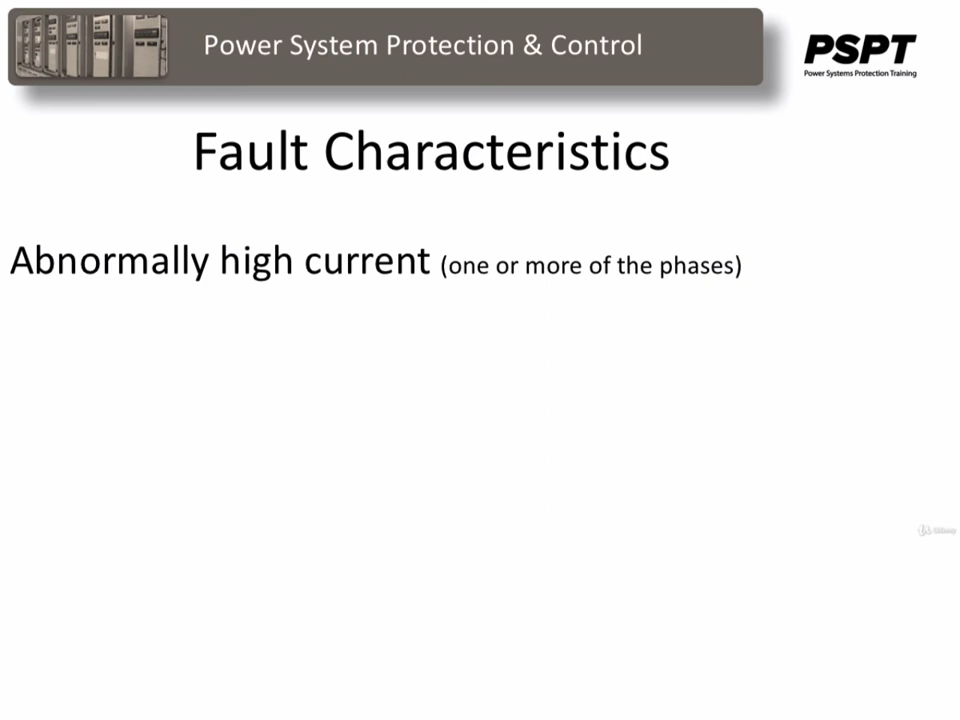 Power System Protection & Control
PSPT
Power Systems Protection Training
Fault Characteristics
Abnormally high current (one or more of the phases)
Udemy